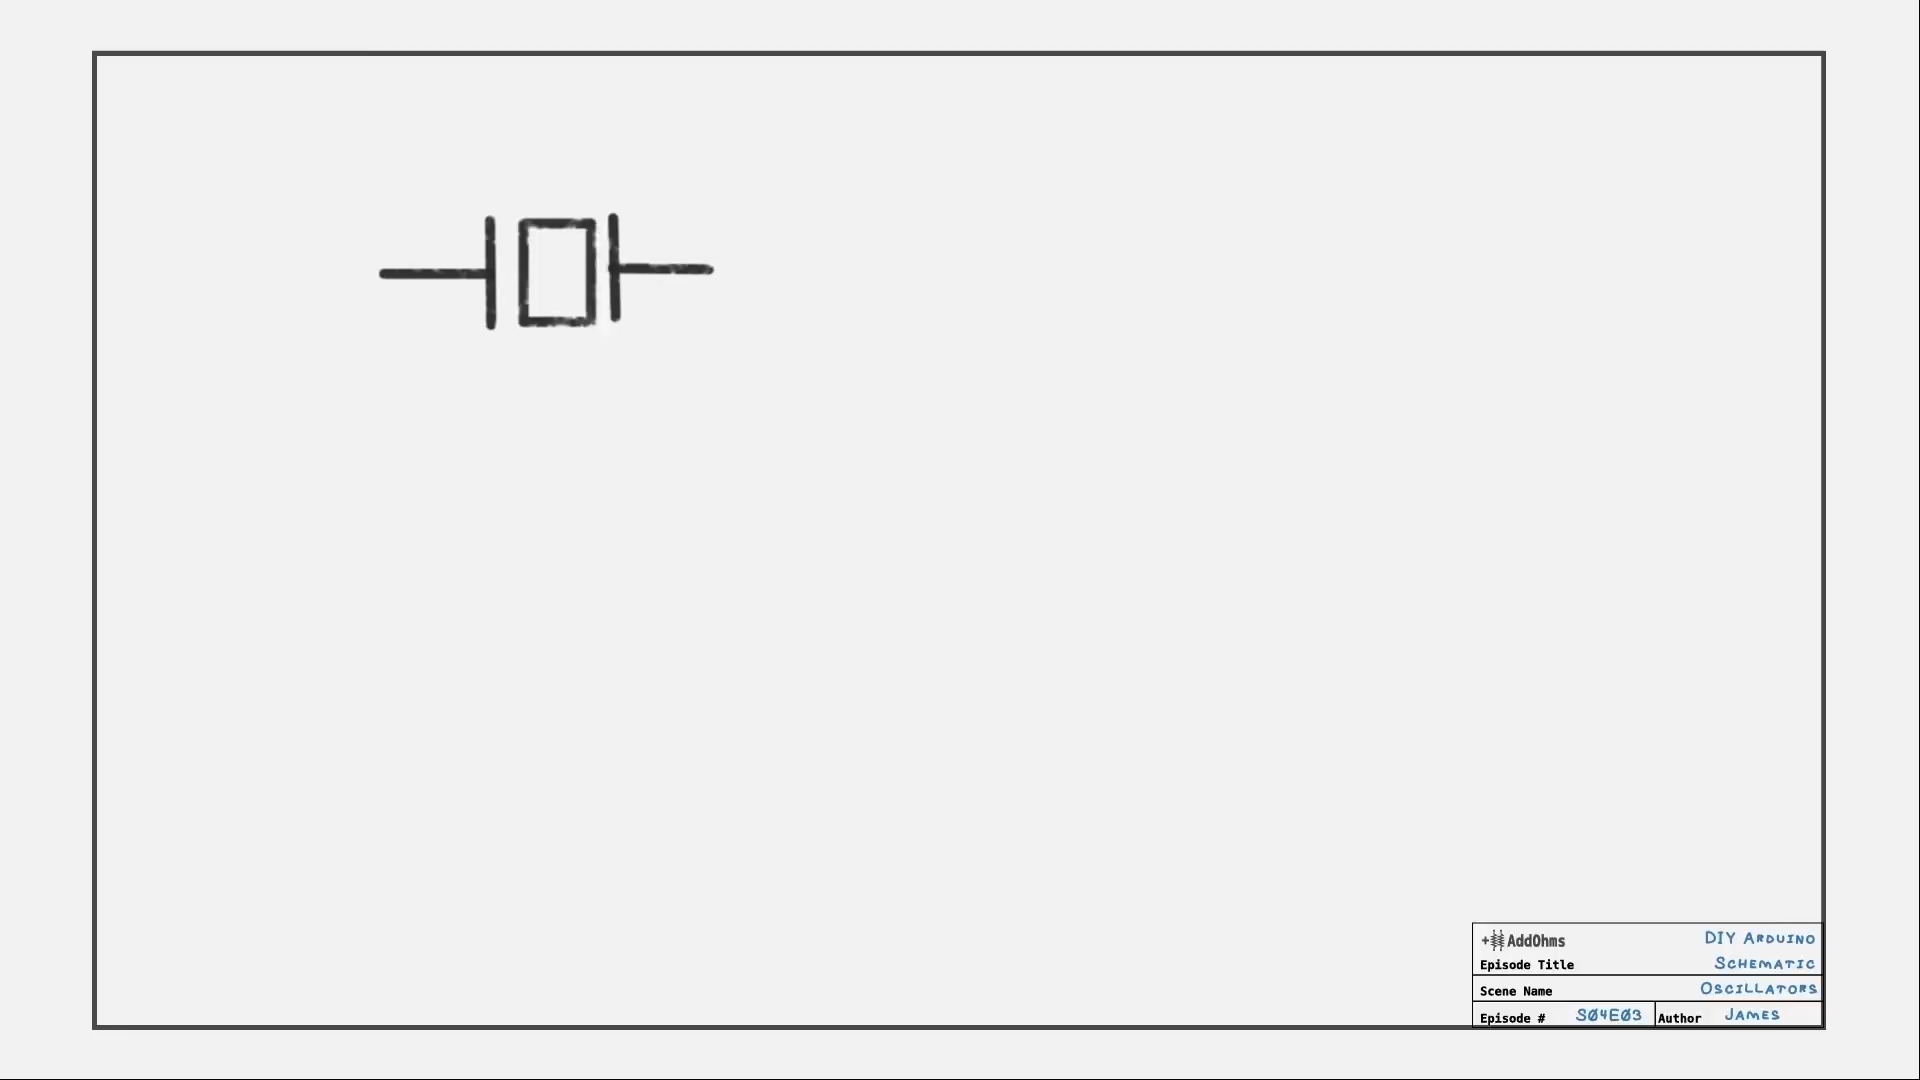 +AddOhms DIY Arduino
Episode Title Schematic
Scene Name Oscillators
Episode # S04E03 Author James